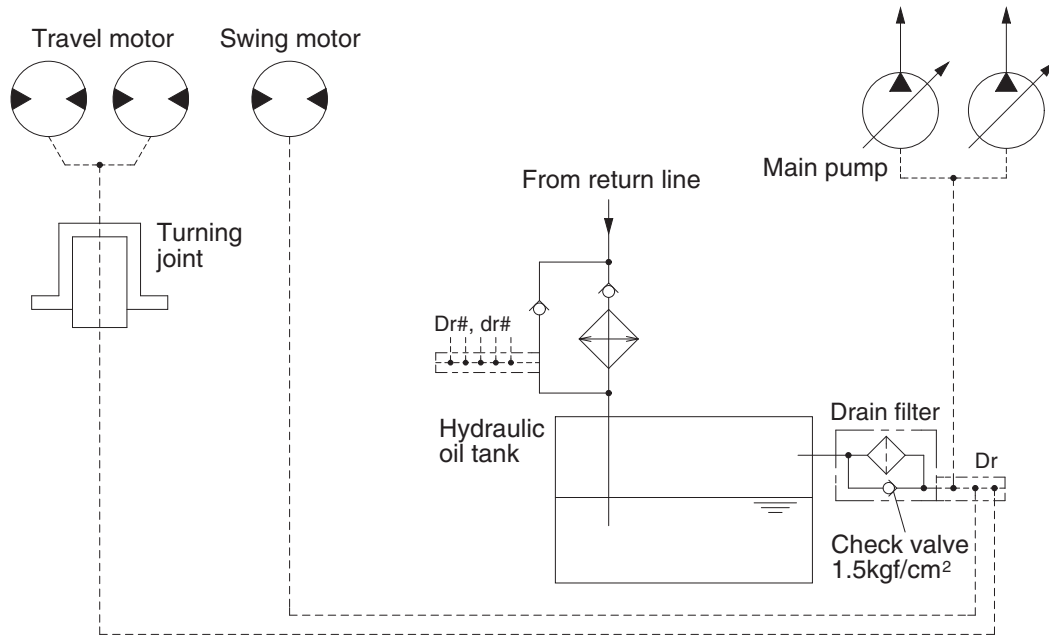 Travel motor
Swing motor
Main pump
From return line
Turning
joint
Dr#, dr#
Hydraulic
oil tank
Drain filter
Dr
Check valve
1.5kgf/cm²